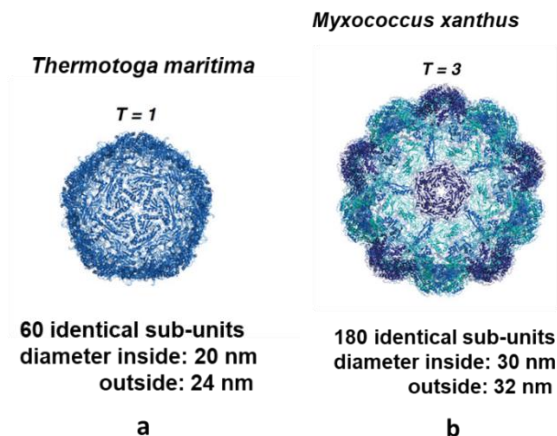 Myxococcus xanthus
Thermotoga maritima
T = 1
T = 3
60 identical sub-units
diameter inside: 20 nm
outside: 24 nm
180 identical sub-units
diameter inside: 30 nm
outside: 32 nm
a
b